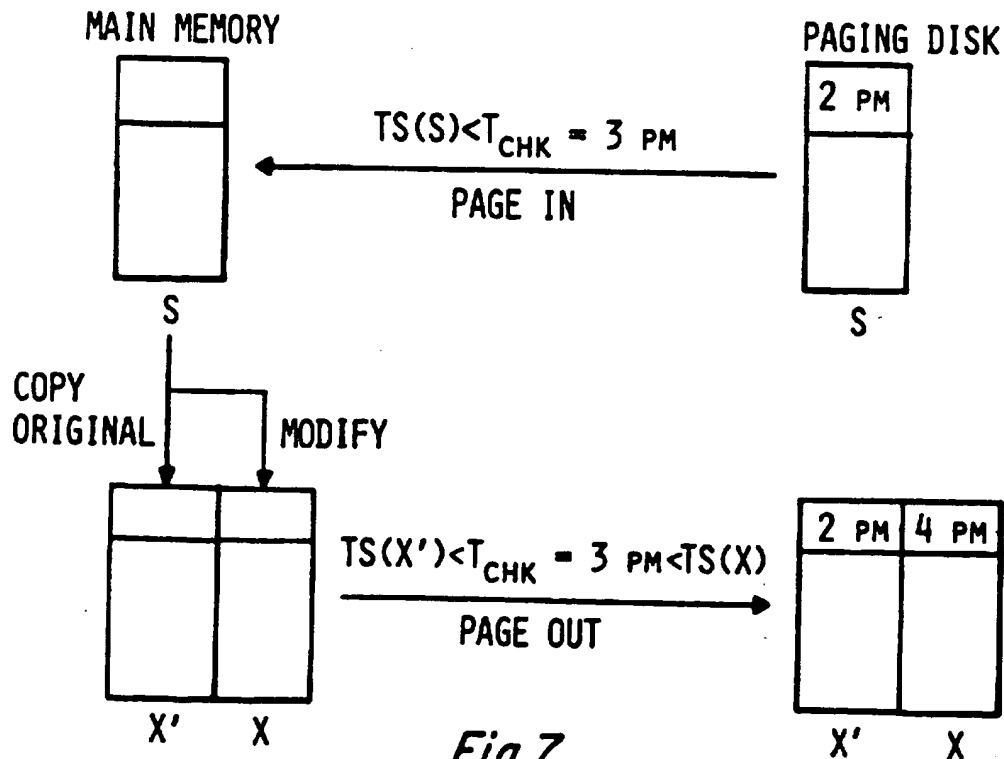 MAIN MEMORY
PAGING DISK
2 PM
TS(S)<T_CHK = 3 PM
PAGE IN
S
S
COPY
ORIGINAL
MODIFY
2 PM 4 PM
TS(X')<T_CHK = 3 PM<TS(X)
PAGE OUT
X' X
X' X
Fig.7